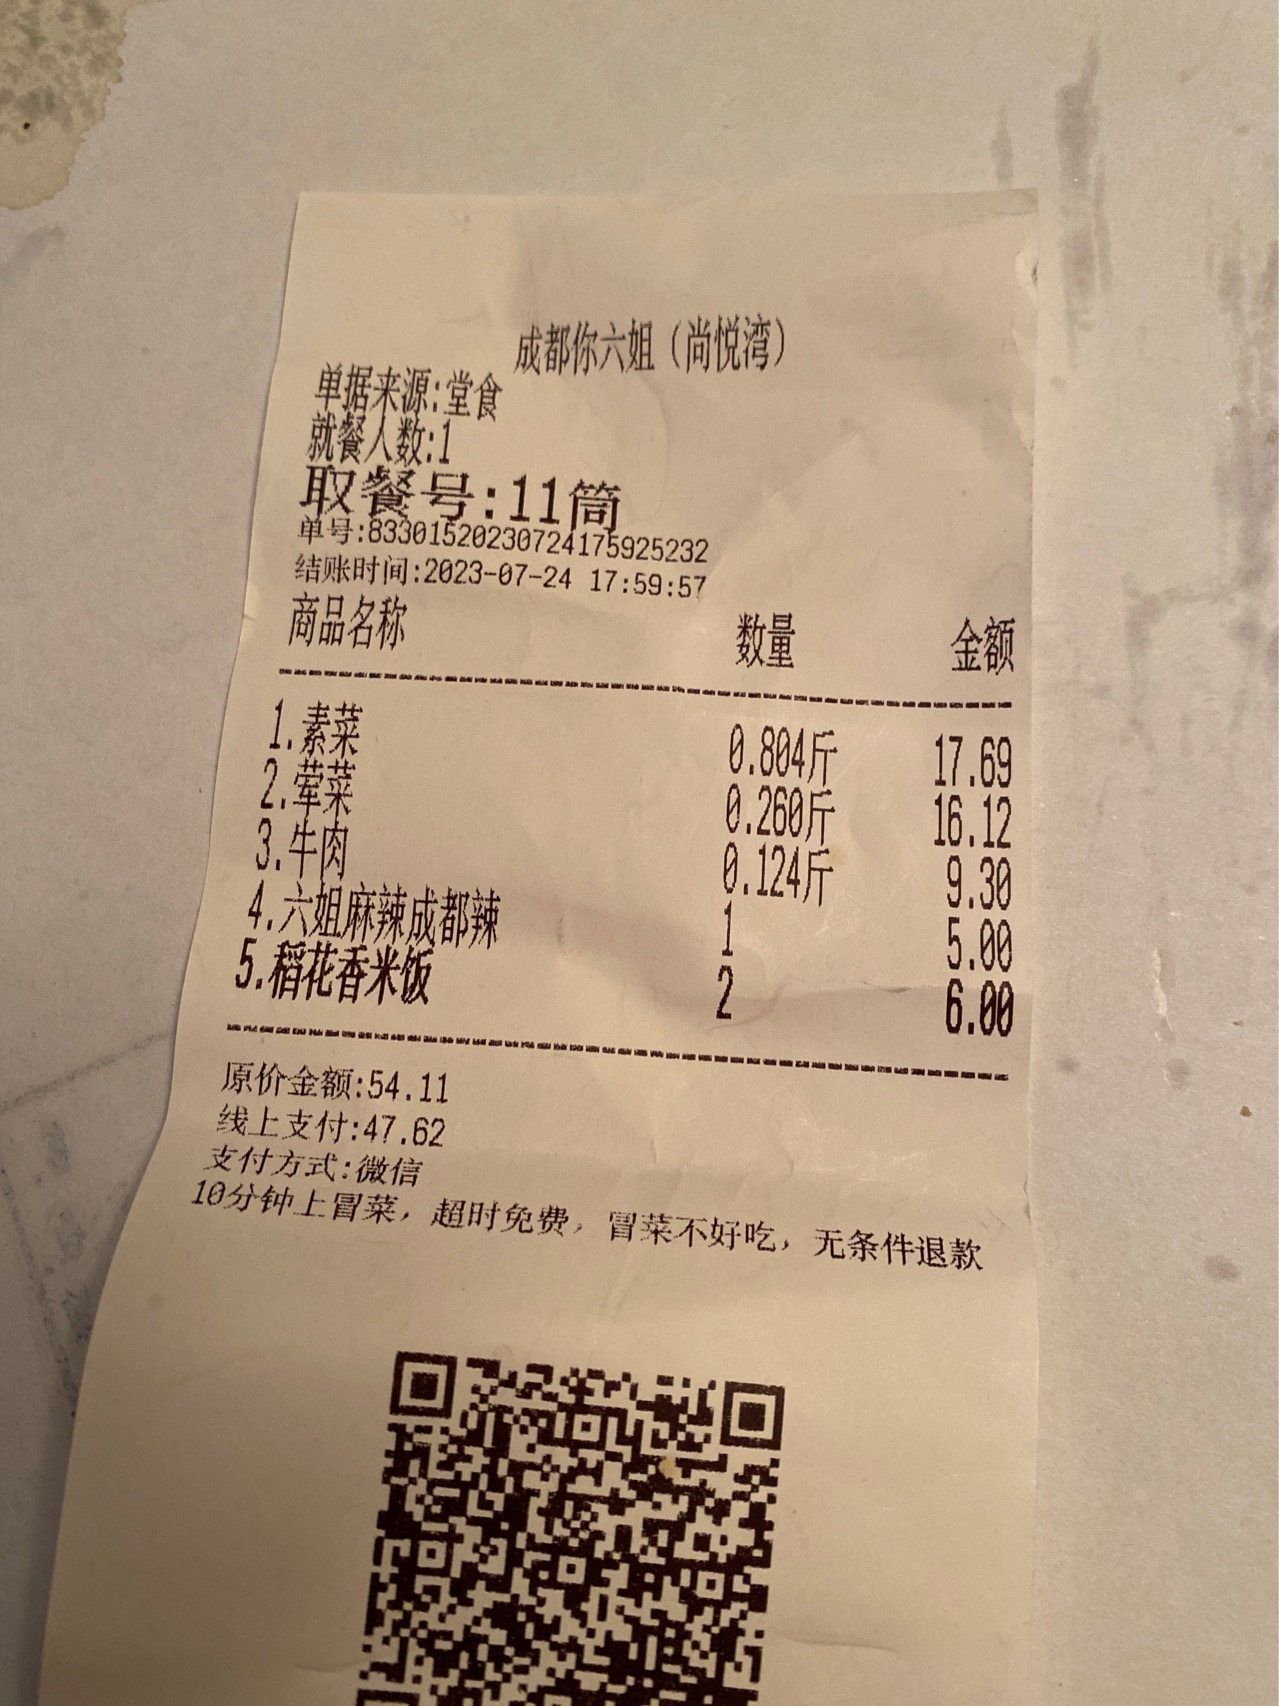 成都你六姐（尚悦湾）
单据来源:堂食
就餐人数:1
取餐号:11筒
单号:83301520230724175925232
结账时间:2023-07-24 17:59:57
商品名称 数量 金额
1.素菜 0.804斤 17.69
2.荤菜 0.260斤 16.12
3.牛肉 0.124斤 9.30
4.六姐麻辣成都辣 1 5.00
5.稻花香米饭 2 6.00
原价金额:54.11
线上支付:47.62
支付方式:微信
10分钟上冒菜，超时免费，冒菜不好吃，无条件退款